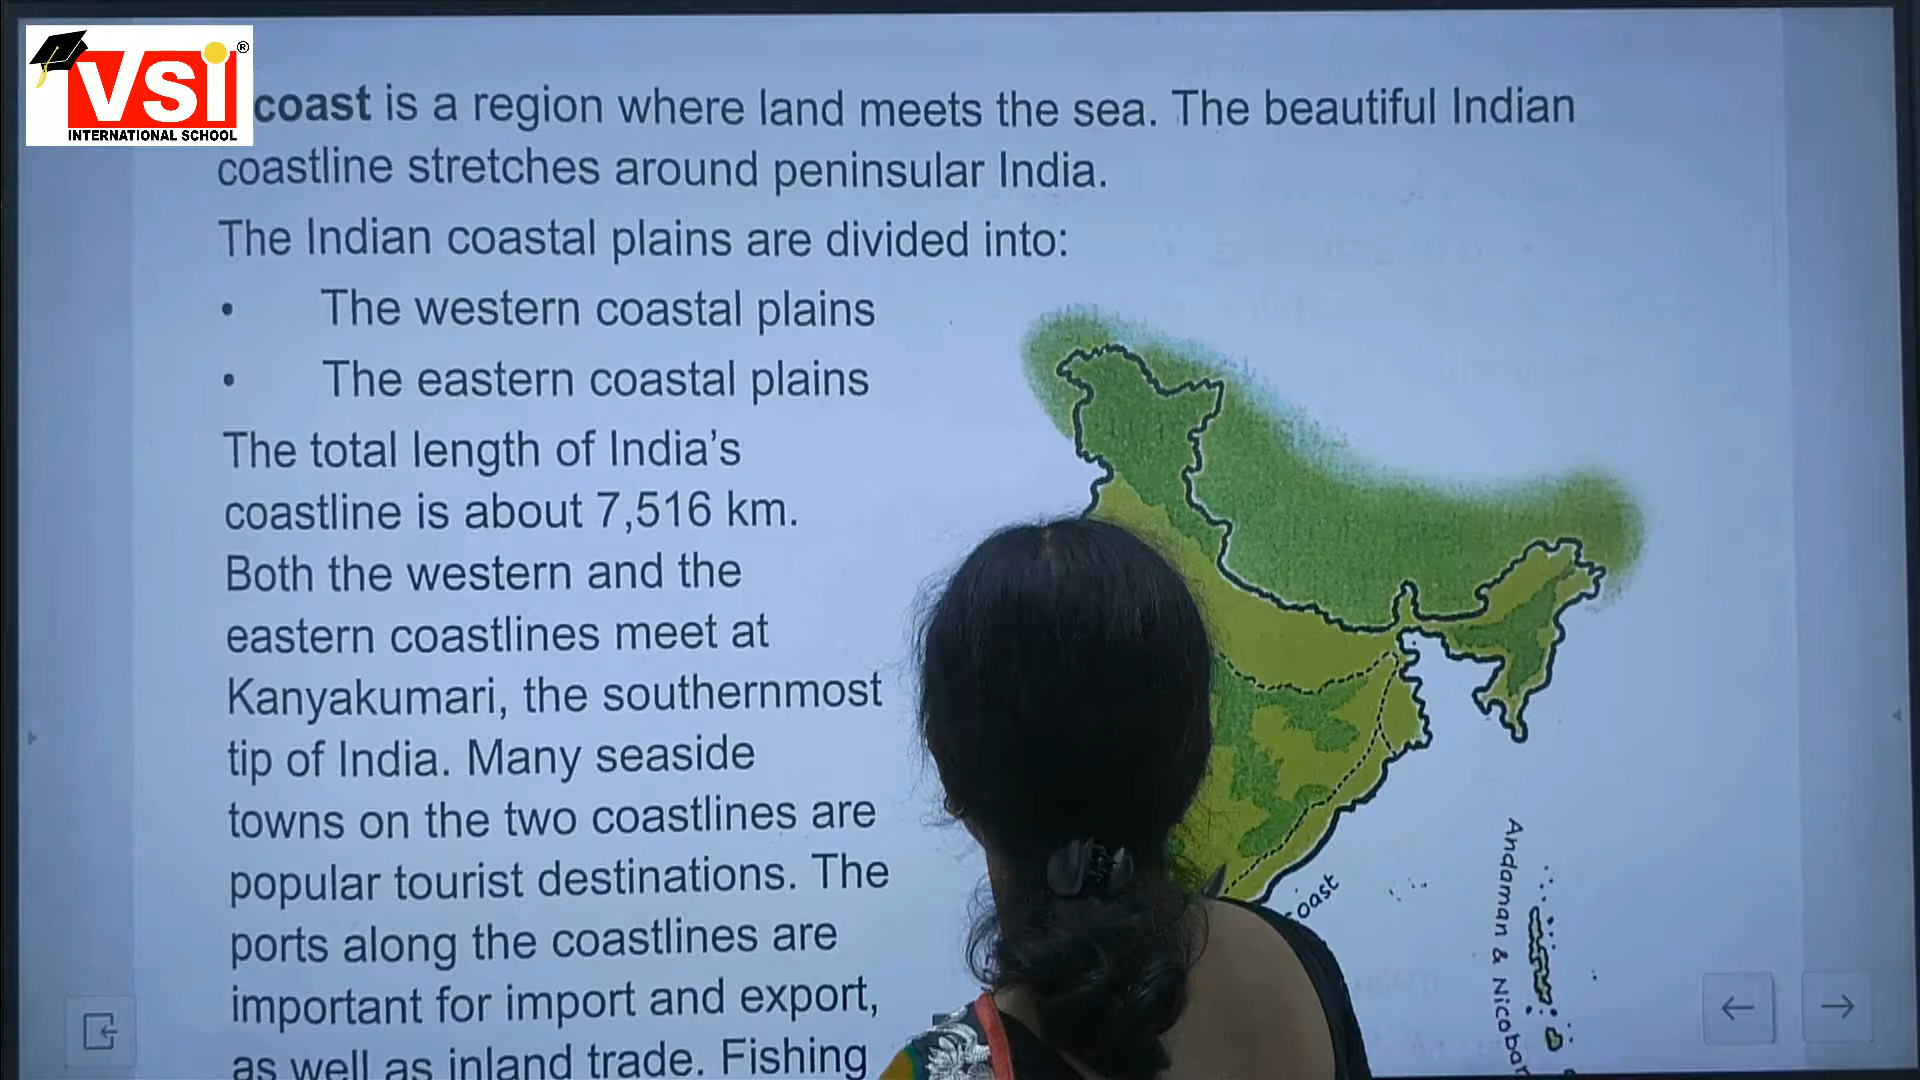 VSI ®
INTERNATIONAL SCHOOL
coast is a region where land meets the sea. The beautiful Indian
coastline stretches around peninsular India.
The Indian coastal plains are divided into:
• The western coastal plains
• The eastern coastal plains
The total length of India’s
coastline is about 7,516 km.
Both the western and the
eastern coastlines meet at
Kanyakumari, the southernmost
tip of India. Many seaside
towns on the two coastlines are
popular tourist destinations. The
ports along the coastlines are
important for import and export,
as well as inland trade. Fishing
oast
Andaman & Nicobar